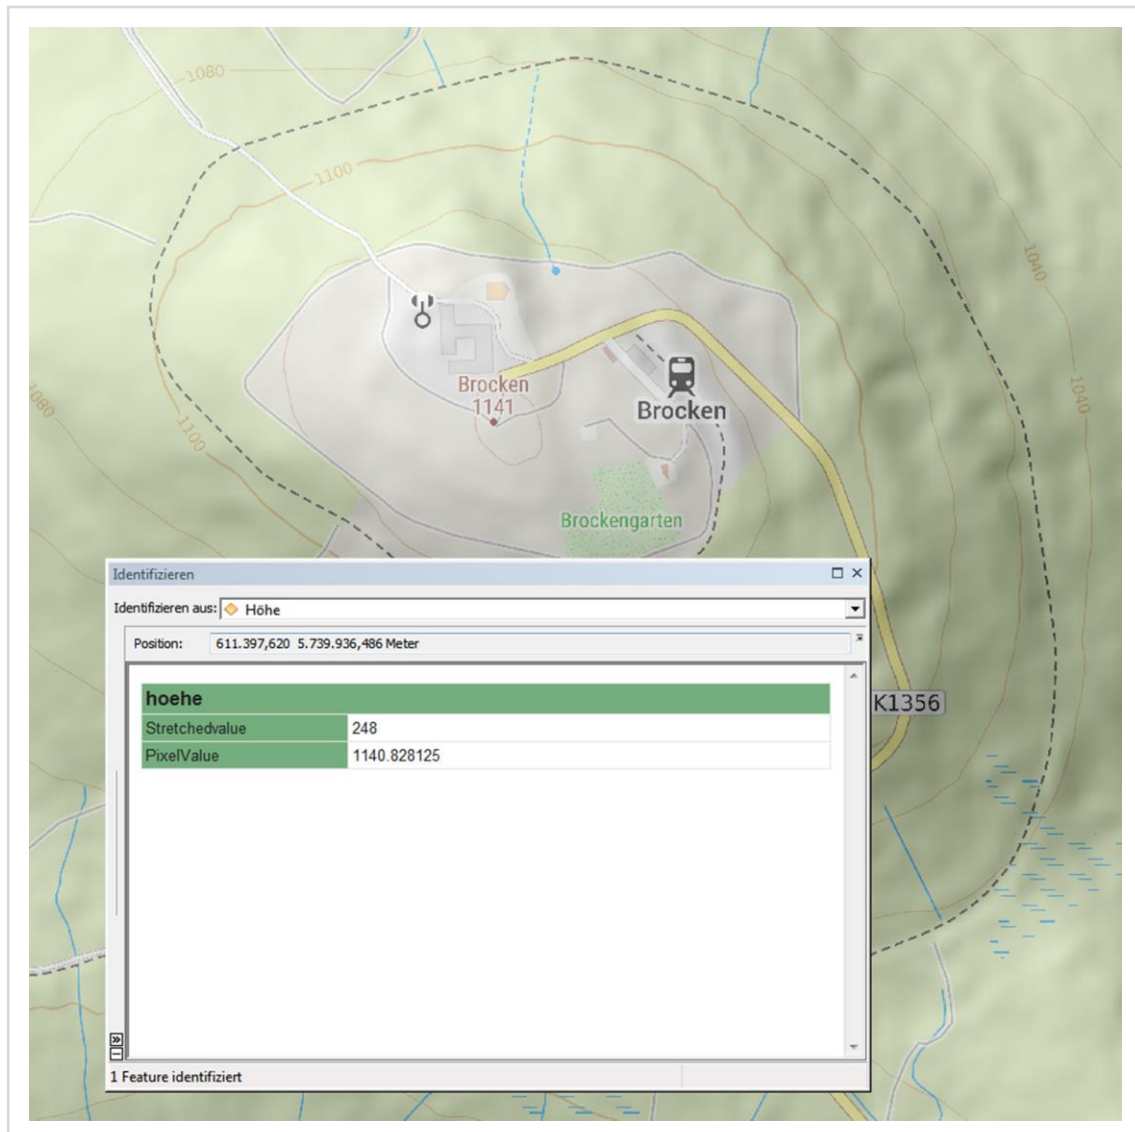 1080
1100
1040
Brocken
1141
Brocken
1040
1080
1100
Brockengarten
Identifizieren
Identifizieren aus: Höhe
Position: 611.397,620 5.739.936,486 Meter
hoehe
Stretchedvalue 248
PixelValue 1140.828125
K1356
1 Feature identifiziert